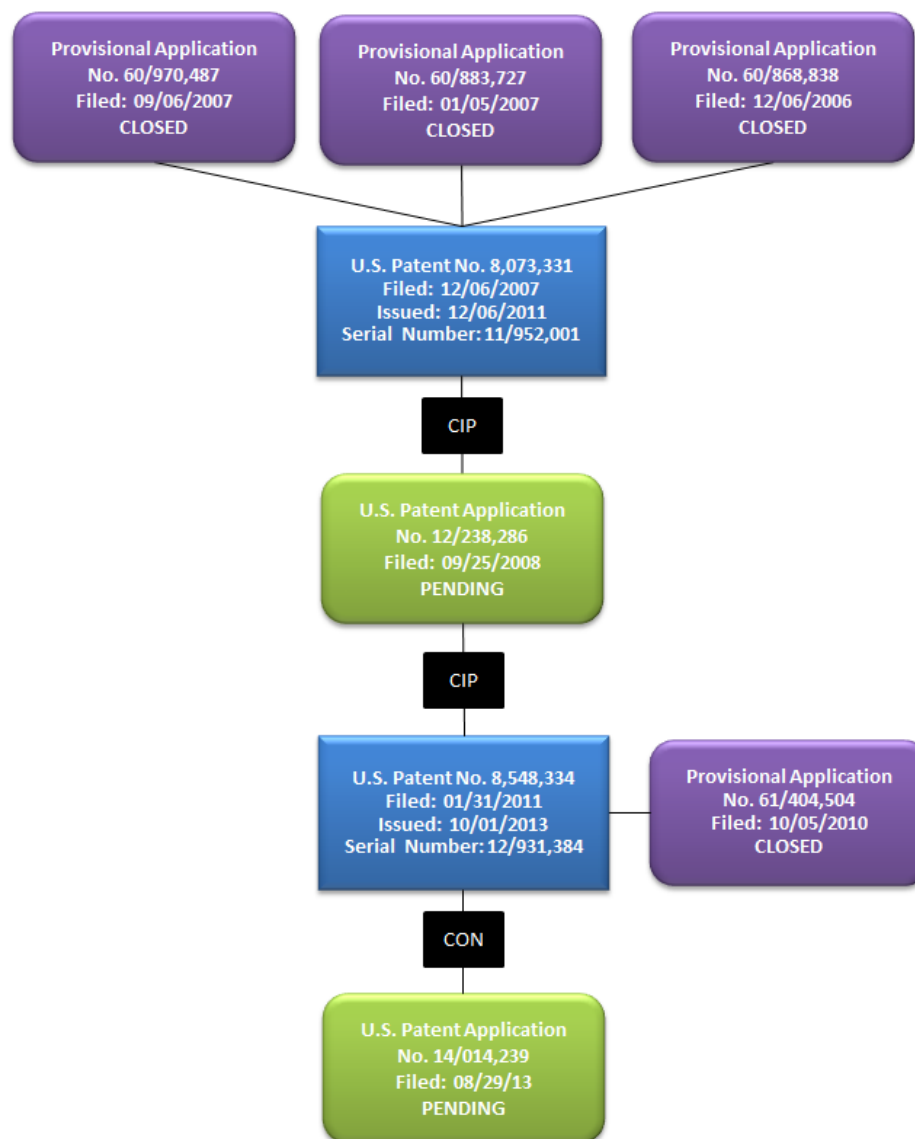 Provisional Application
No. 60/970,487
Filed: 09/06/2007
CLOSED
Provisional Application
No. 60/883,727
Filed: 01/05/2007
CLOSED
Provisional Application
No. 60/868,838
Filed: 12/06/2006
CLOSED
U.S. Patent No. 8,073,331
Filed: 12/06/2007
Issued: 12/06/2011
Serial Number: 11/952,001
CIP
U.S. Patent Application
No. 12/238,286
Filed: 09/25/2008
PENDING
CIP
U.S. Patent No. 8,548,334
Filed: 01/31/2011
Issued: 10/01/2013
Serial Number: 12/931,384
Provisional Application
No. 61/404,504
Filed: 10/05/2010
CLOSED
CON
U.S. Patent Application
No. 14/014,239
Filed: 08/29/13
PENDING